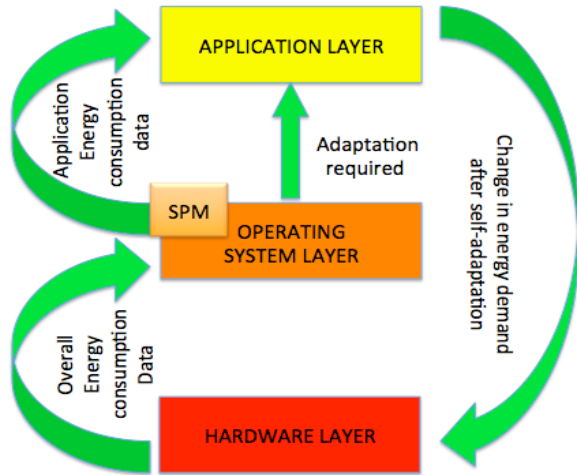 APPLICATION LAYER
Application
Energy
consumption
data
Adaptation
required
Change in energy demand
after self-adaptation
SPM
OPERATING
SYSTEM LAYER
Overall
Energy
consumption
Data
HARDWARE LAYER